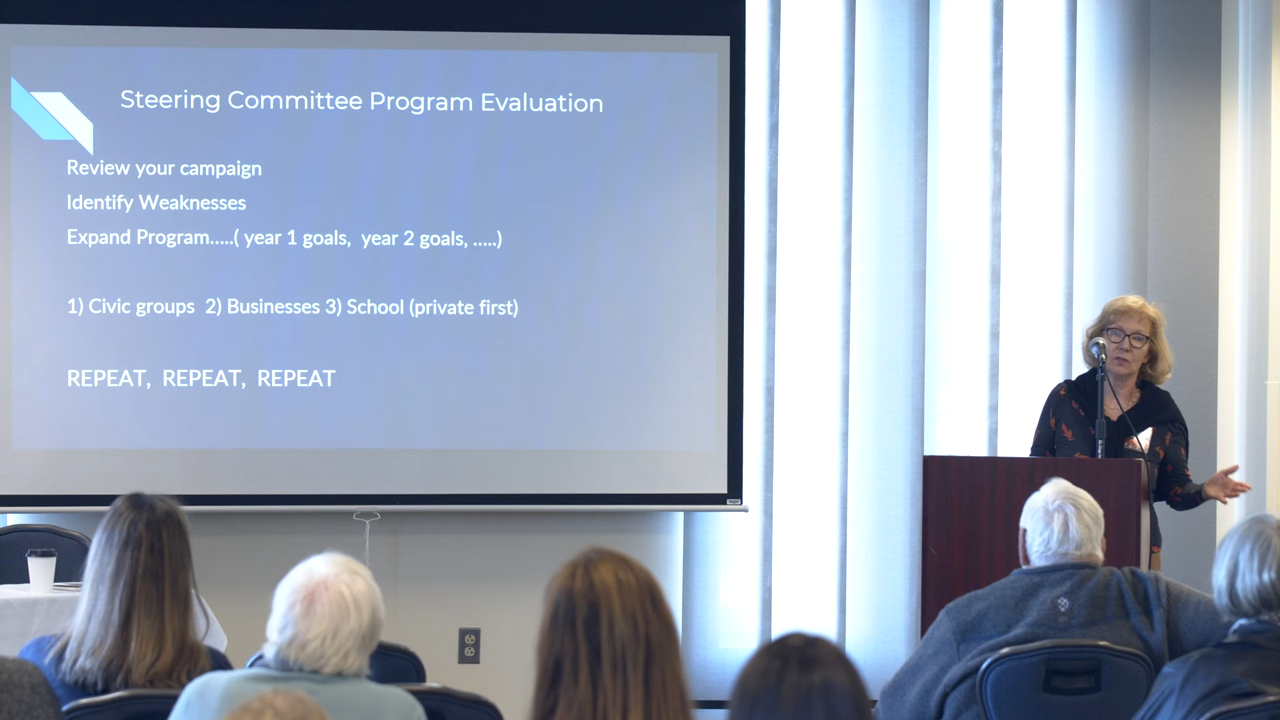 Steering Committee Program Evaluation
Review your campaign
Identify Weaknesses
Expand Program.....( year 1 goals,  year 2 goals, .....)
1) Civic groups  2) Businesses 3) School (private first)
REPEAT,  REPEAT,  REPEAT